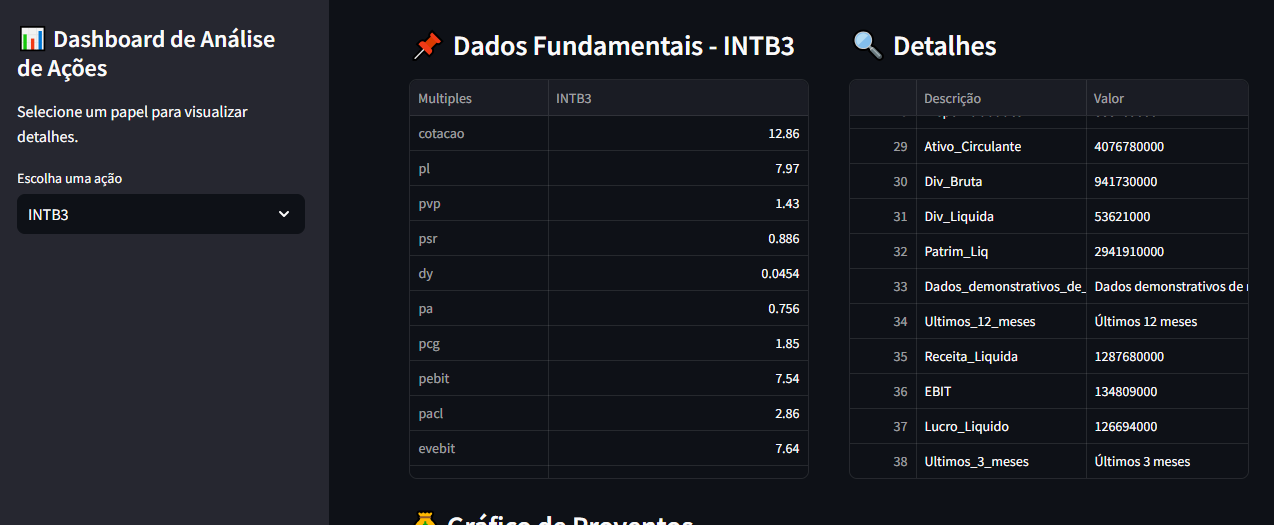 📊 Dashboard de Análise
de Ações
Selecione um papel para visualizar
detalhes.
Escolha uma ação
INTB3
📌 Dados Fundamentais - INTB3
Multiples INTB3
cotacao 12.86
pl 7.97
pvp 1.43
psr 0.886
dy 0.0454
pa 0.756
pcg 1.85
pebit 7.54
pacl 2.86
evebit 7.64
🔍 Detalhes
Descrição Valor
29 Ativo_Circulante 4076780000
30 Div_Bruta 941730000
31 Div_Liquida 53621000
32 Patrim_Liq 2941910000
33 Dados_demonstrativos_de_ Dados demonstrativos de
34 Ultimos_12_meses Últimos 12 meses
35 Receita_Liquida 1287680000
36 EBIT 134809000
37 Lucro_Liquido 126694000
38 Ultimos_3_meses Últimos 3 meses
💰 Gráfico de Proventos